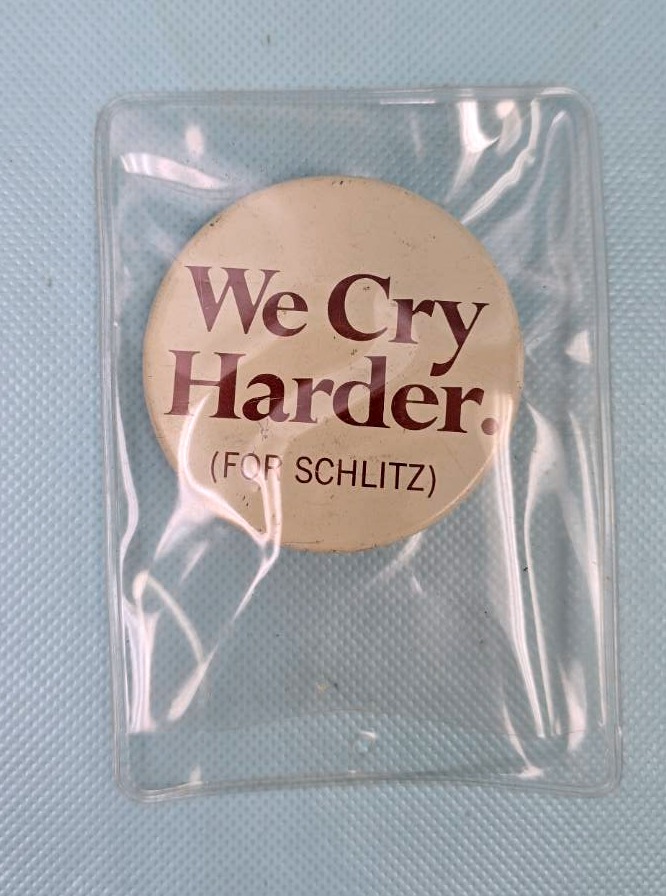 We Cry
Harder.
(FOR SCHLITZ)